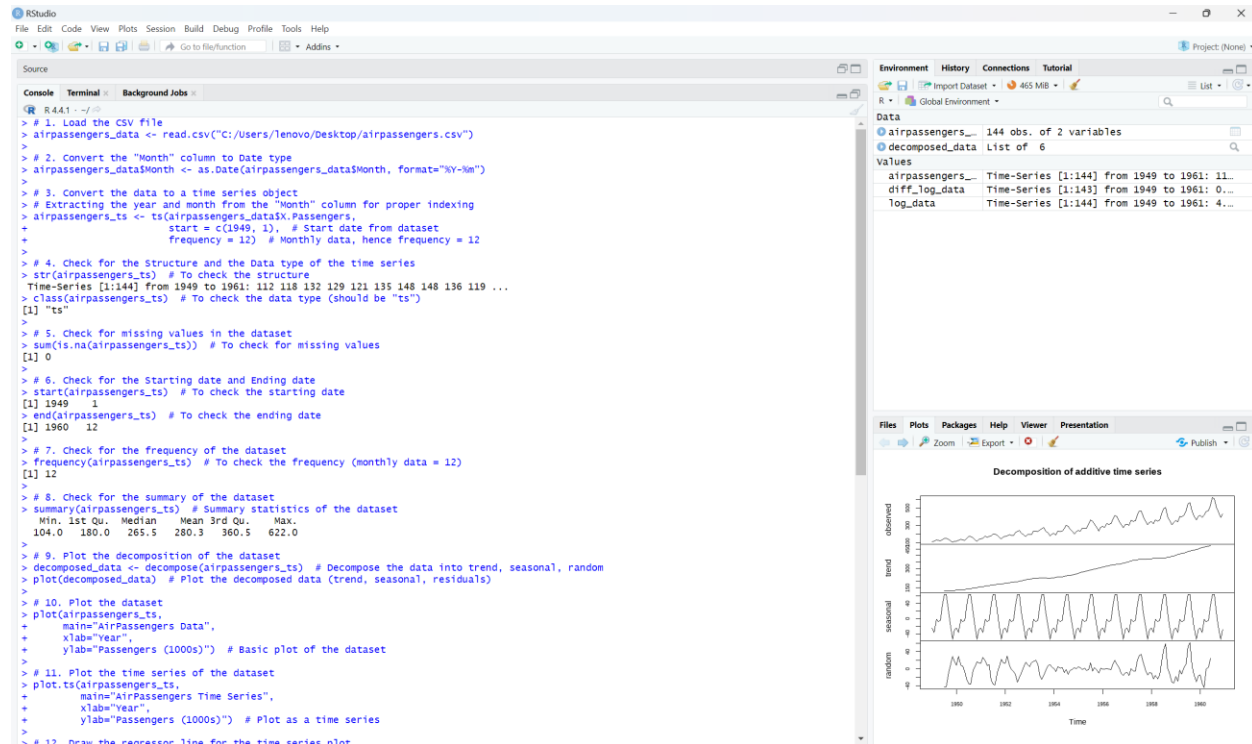 RStudio
File Edit Code View Plots Session Build Debug Profile Tools Help
Go to file/function
Addins
Project: (None)
Source
Console Terminal Background Jobs
R 4.4.1 · ~/
> # 1. Load the CSV file
> airpassengers_data <- read.csv("C:/Users/lenovo/Desktop/airpassengers.csv")
>
> # 2. Convert the "Month" column to Date type
> airpassengers_data$Month <- as.Date(airpassengers_data$Month, format="%Y-%m")
>
> # 3. Convert the data to a time series object
> # Extracting the year and month from the "Month" column for proper indexing
> airpassengers_ts <- ts(airpassengers_data$X.Passengers,
+ start = c(1949, 1), # Start date from dataset
+ frequency = 12) # Monthly data, hence frequency = 12
>
> # 4. Check for the Structure and the Data type of the time series
> str(airpassengers_ts) # To check the structure
Time-Series [1:144] from 1949 to 1961: 112 118 132 129 121 135 148 148 136 119 ...
> class(airpassengers_ts) # To check the data type (should be "ts")
[1] "ts"
>
> # 5. Check for missing values in the dataset
> sum(is.na(airpassengers_ts)) # To check for missing values
[1] 0
>
> # 6. Check for the Starting date and Ending date
> start(airpassengers_ts) # To check the starting date
[1] 1949 1
> end(airpassengers_ts) # To check the ending date
[1] 1960 12
>
> # 7. Check for the frequency of the dataset
> frequency(airpassengers_ts) # To check the frequency (monthly data = 12)
[1] 12
>
> # 8. Check for the summary of the dataset
> summary(airpassengers_ts) # Summary statistics of the dataset
Min. 1st Qu. Median Mean 3rd Qu. Max.
104.0 180.0 265.5 280.3 360.5 622.0
>
> # 9. Plot the decomposition of the dataset
> decomposed_data <- decompose(airpassengers_ts) # Decompose the data into trend, seasonal, random
> plot(decomposed_data) # Plot the decomposed data (trend, seasonal, residuals)
>
> # 10. Plot the dataset
> plot(airpassengers_ts,
+ main="AirPassengers Data",
+ xlab="Year",
+ ylab="Passengers (1000s)") # Basic plot of the dataset
>
> # 11. Plot the time series of the dataset
> plot.ts(airpassengers_ts,
+ main="AirPassengers Time Series",
+ xlab="Year",
+ ylab="Passengers (1000s)") # Plot as a time series
>
> # 12. Draw the regressor line for the time series plot
Environment History Connections Tutorial
Import Dataset 465 MiB List
R Global Environment
Data
airpassengers_… 144 obs. of 2 variables
decomposed_data List of 6
Values
airpassengers_… Time-Series [1:144] from 1949 to 1961: 11…
diff_log_data Time-Series [1:143] from 1949 to 1961: 0.…
log_data Time-Series [1:144] from 1949 to 1961: 4.…
Files Plots Packages Help Viewer Presentation
Zoom Export Publish
Decomposition of additive time series
observed
trend
seasonal
random
1950 1952 1954 1956 1958 1960
Time